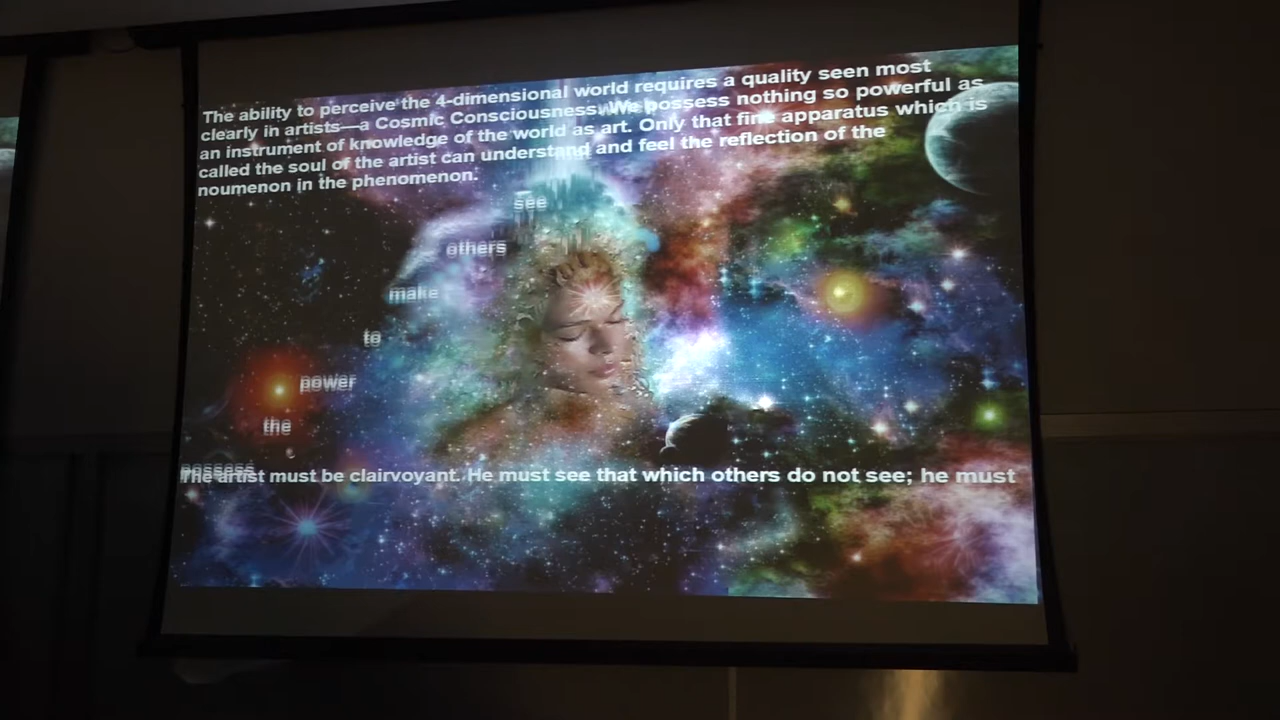 The ability to perceive the 4-dimensional world requires a quality seen most
clearly in artists—a Cosmic Consciousness. We possess nothing so powerful as
an instrument of knowledge of the world as art. Only that fine apparatus which is
called the soul of the artist can understand and feel the reflection of the
noumenon in the phenomenon.
see
others
make
to
power
the
possess
The artist must be clairvoyant. He must see that which others do not see; he must